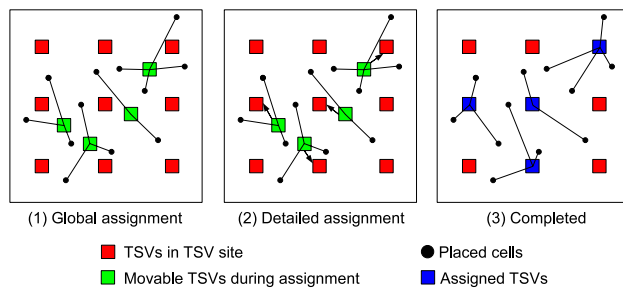 (1) Global assignment (2) Detailed assignment (3) Completed
TSVs in TSV site Placed cells
Movable TSVs during assignment Assigned TSVs